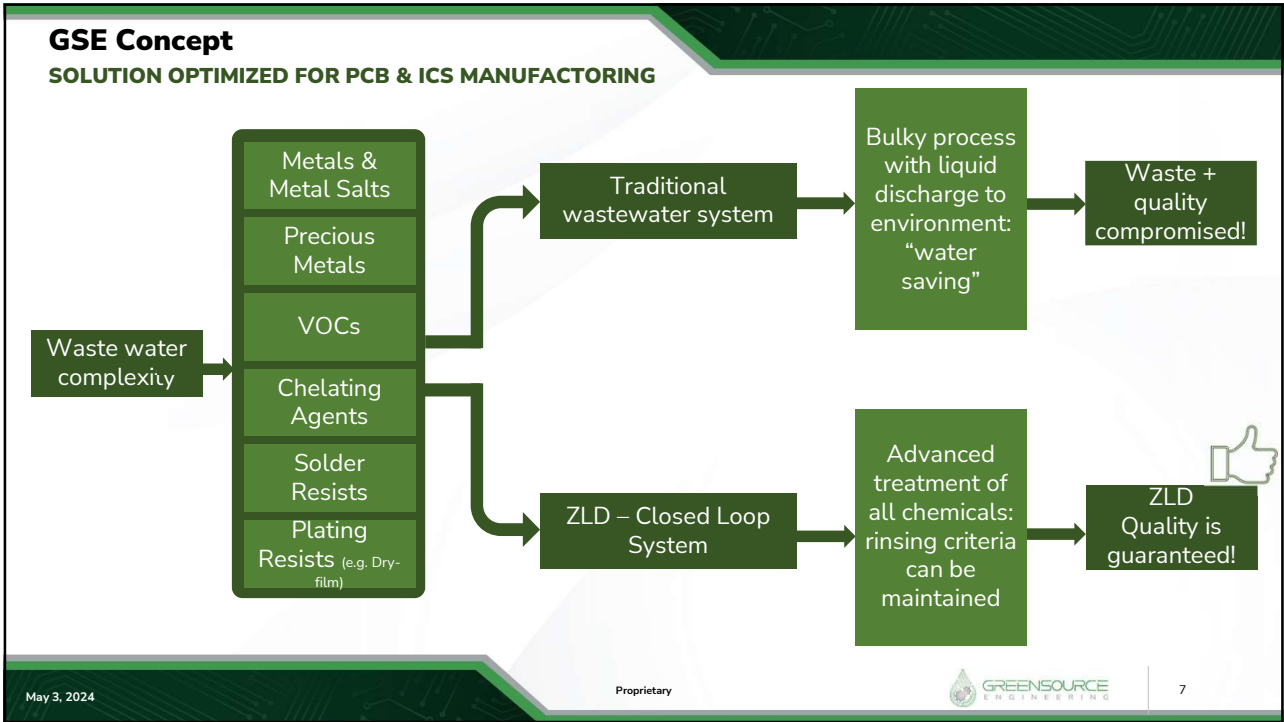 GSE Concept
SOLUTION OPTIMIZED FOR PCB & ICS MANUFACTORING
Waste water
complexity
Metals &
Metal Salts
Precious
Metals
VOCs
Chelating
Agents
Solder
Resists
Plating
Resists (e.g. Dry-
film)
Traditional
wastewater system
Bulky process
with liquid
discharge to
environment:
“water
saving”
Waste +
quality
compromised!
ZLD – Closed Loop
System
Advanced
treatment of
all chemicals:
rinsing criteria
can be
maintained
ZLD
Quality is
guaranteed!
May 3, 2024
Proprietary
GREENSOURCE
ENGINEERING
7